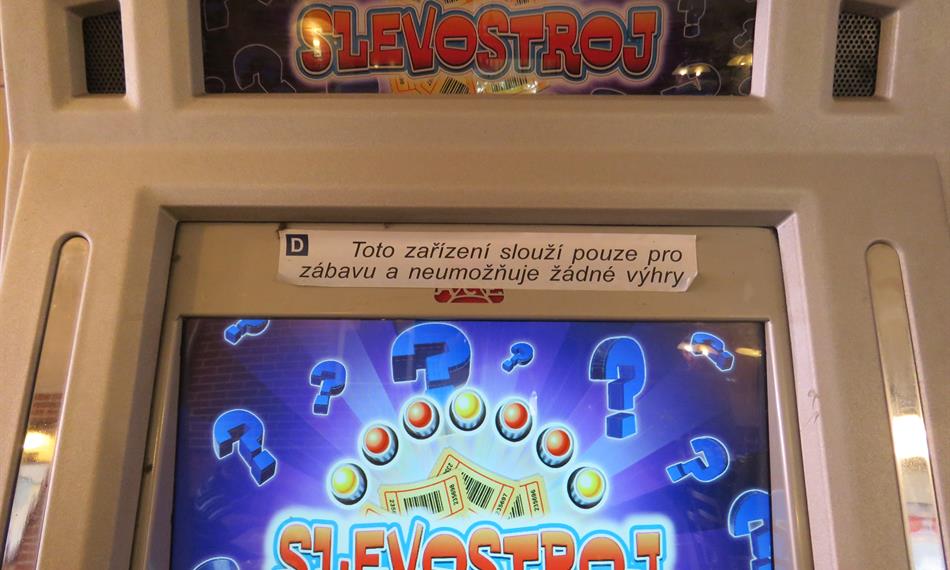 SLEVOSTROJ
D
Toto zařízení slouží pouze pro
zábavu a neumožňuje žádné výhry
SLEVOSTROJ